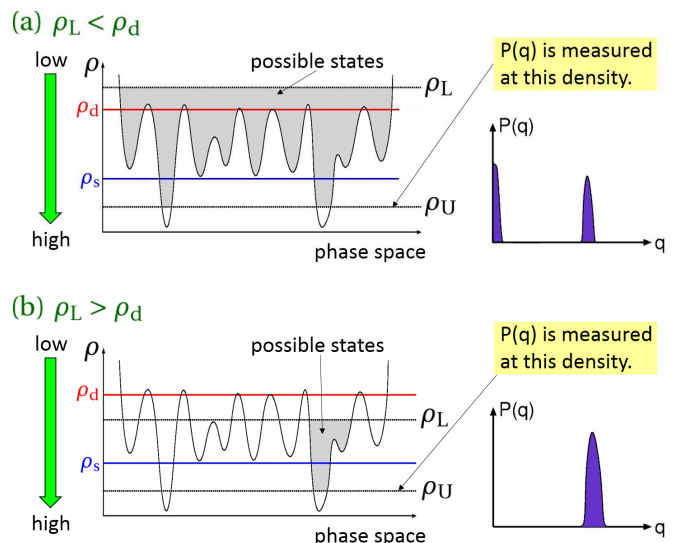 (a) ρL < ρd
low
high
ρ
ρd
ρs
possible states
ρL
ρU
phase space
P(q) is measured
at this density.
P(q)
q
(b) ρL > ρd
low
high
ρ
ρd
ρs
possible states
ρL
ρU
phase space
P(q) is measured
at this density.
P(q)
q